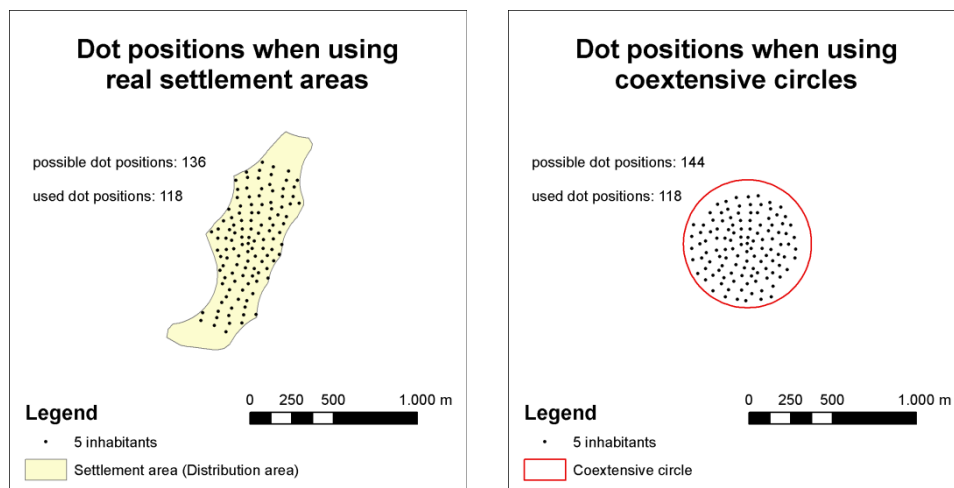 Dot positions when using
real settlement areas
possible dot positions: 136
used dot positions: 118
0 250 500 1.000 m
Legend
5 inhabitants
Settlement area (Distribution area)
Dot positions when using
coextensive circles
possible dot positions: 144
used dot positions: 118
0 250 500 1.000 m
Legend
5 inhabitants
Coextensive circle